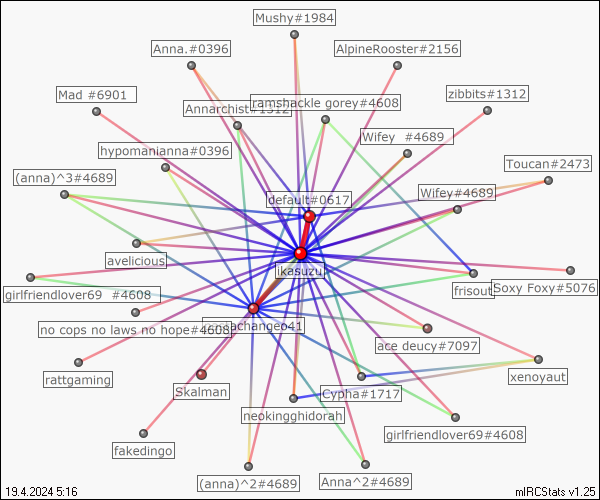 Mushy#1984
Anna.#0396
AlpineRooster#2156
Mad #6901
Annarchist#1312
ramshackle gorey#4608
zibbits#1312
Wifey #4689
hypomanianna#0396
Toucan#2473
(anna)^3#4689
Wifey#4689
default#0617
avelicious
ikasuzu
frisout
Soxy Foxy#5076
girlfriendlover69 #4608
no cops no laws no hope#4608
ace deucy#7097
rattgaming
xenoyaut
Skalman
Cypha#1717
neokingghidorah
girlfriendlover69#4608
fakedingo
(anna)^2#4689
Anna^2#4689
19.4.2024 5:16
mIRCStats v1.25